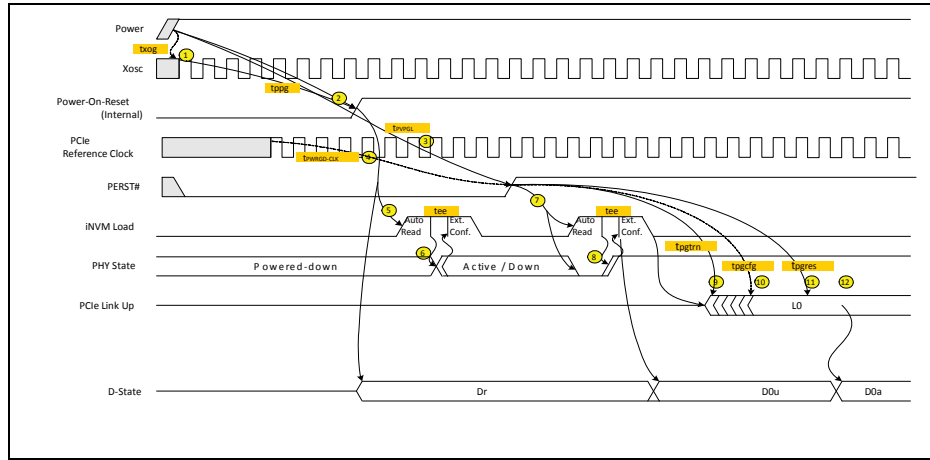 Power
txog
1
Xosc
tppg
2
Power-On-Reset
(Internal)
tPVPGL
3
PCIe
Reference Clock
tPWRGD-CLK
4
PERST#
5
tee
7
tee
iNVM Load
Auto
Read
Ext.
Conf.
Auto
Read
Ext.
Conf.
tpgtrn
6
8
PHY State
Powered-down
Active / Down
tpgcfg
tpgres
9
10
11
12
PCIe Link Up
L0
D-State
Dr
D0u
D0a